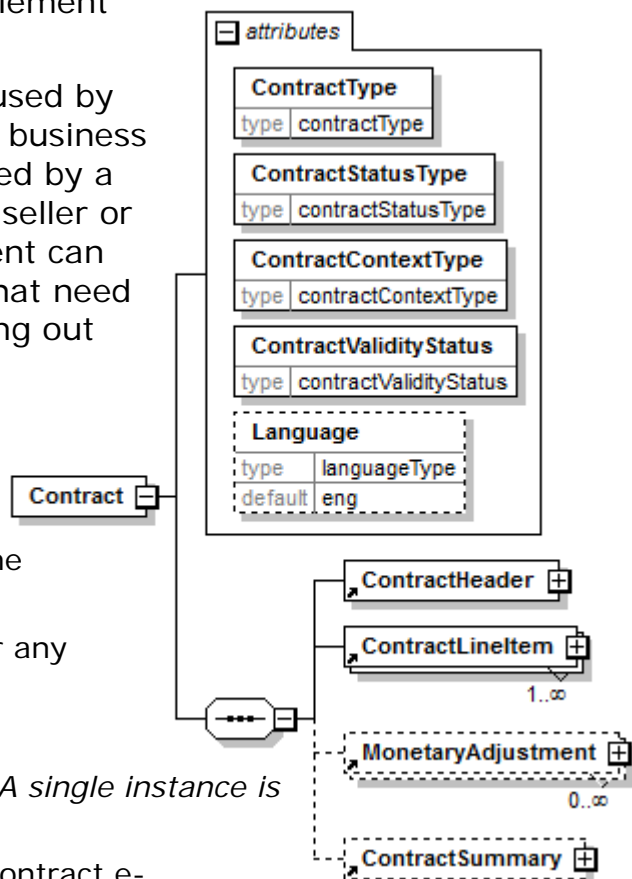 lement
used by
business
ed by a
seller or
ent can
hat need
ng out
ne
r any
A single instance is
ontract e-
attributes
ContractType
type contractType
ContractStatusType
type contractStatusType
ContractContextType
type contractContextType
ContractValidityStatus
type contractValidityStatus
Language
type languageType
default eng
Contract
ContractHeader
ContractLineItem
1..∞
MonetaryAdjustment
0..∞
ContractSummary